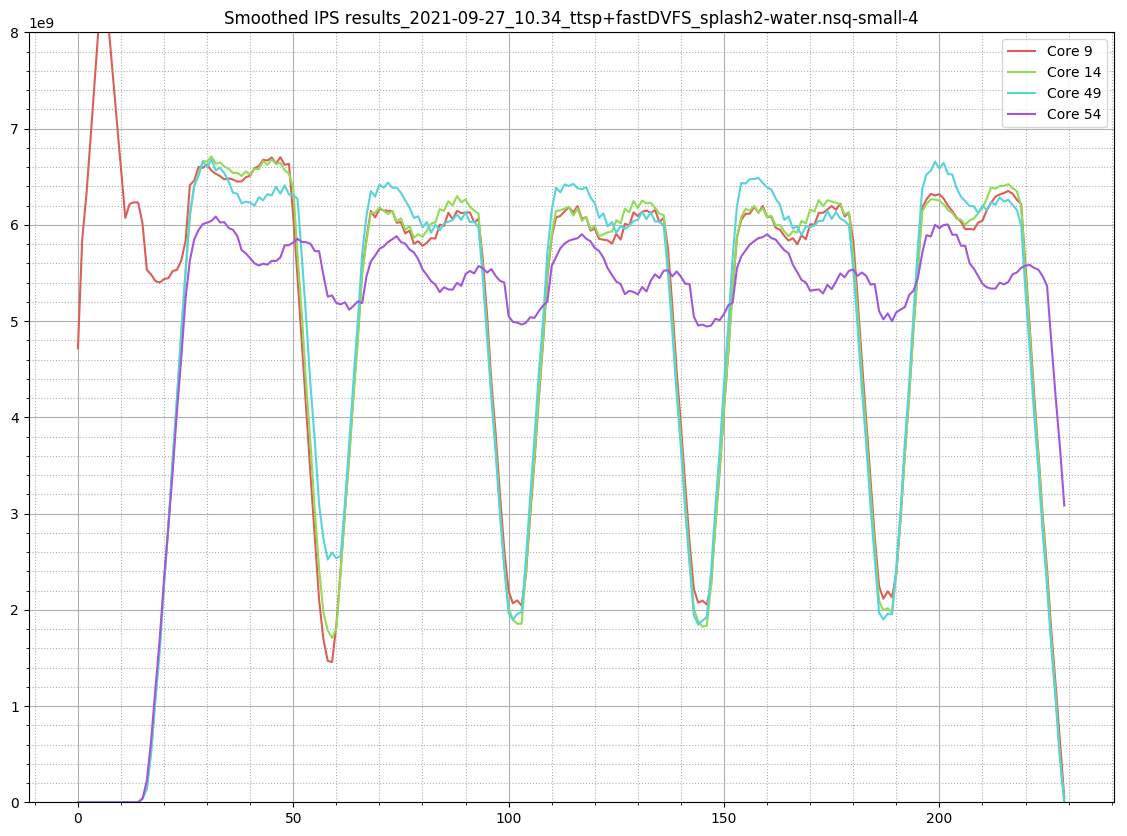 Smoothed IPS results_2021-09-27_10.34_ttsp+fastDVFS_splash2-water.nsq-small-4
1e9
8
7
6
5
4
3
2
1
0
0 50 100 150 200
Core 9
Core 14
Core 49
Core 54